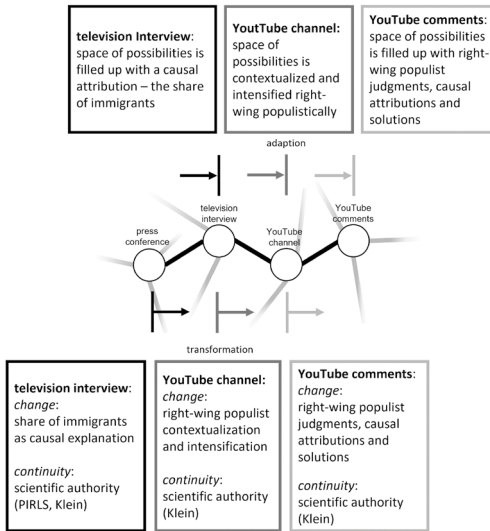 television Interview:
space of possibilities is
filled up with a causal
attribution – the share
of immigrants
YoutTube channel:
space of
possibilities is
contextualized and
intensified right-
wing populistically
YouTube comments:
space of possibilities
is filled up with right-
wing populist
judgments, causal
attributions and
solutions
adaption
television
interview
YouTube
comments
press
conference
YouTube
channel
transformation
television interview:
change:
share of immigrants
as causal explanation
continuity:
scientific authority
(PIRLS, Klein)
YouTube channel:
change:
right-wing populist
contextualization
and intensification
continuity:
scientific authority
(Klein)
YouTube comments:
change:
right-wing populist
judgments, causal
attributions and
solutions
continuity:
scientific authority
(Klein)